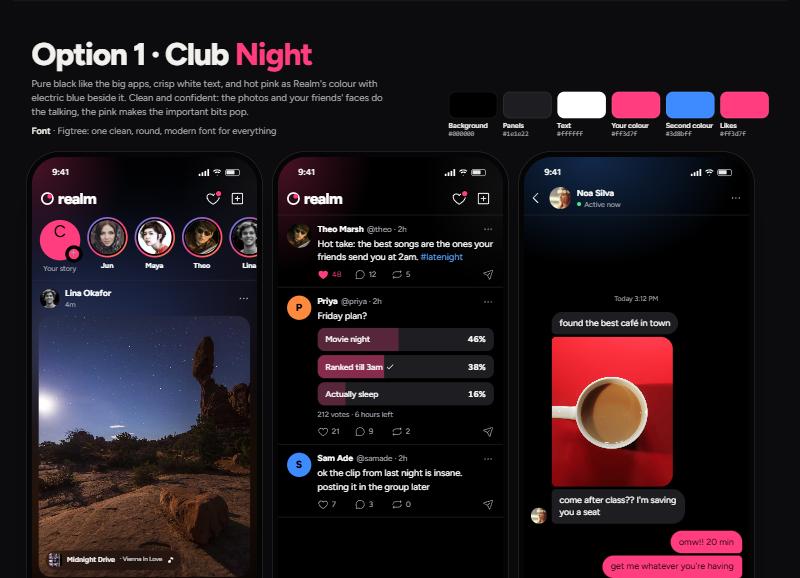 Option 1 · Club Night
Pure black like the big apps, crisp white text, and hot pink as Realm's colour with
electric blue beside it. Clean and confident: the photos and your friends' faces do
the talking, the pink makes the important bits pop.
Font · Figtree: one clean, round, modern font for everything
Background
#000000
Panels
#1e1e22
Text
#ffffff
Your colour
#ff3d7f
Second colour
#3d8bff
Likes
#ff3d7f
9:41
realm
C
Your story
Jun
Maya
Theo
Lina
Lina Okafor
4m
Midnight Drive · Vienna In Love
9:41
realm
Theo Marsh @theo · 2h
Hot take: the best songs are the ones your
friends send you at 2am. #latenight
48 12 5
P
Priya @priya · 2h
Friday plan?
Movie night 46%
Ranked till 3am 38%
Actually sleep 16%
212 votes · 6 hours left
21 9 2
S
Sam Ade @samade · 2h
ok the clip from last night is insane.
posting it in the group later
7 3 0
9:41
Noa Silva
Active now
Today 3:12 PM
found the best café in town
come after class?? I'm saving
you a seat
omw!! 20 min
get me whatever you're having